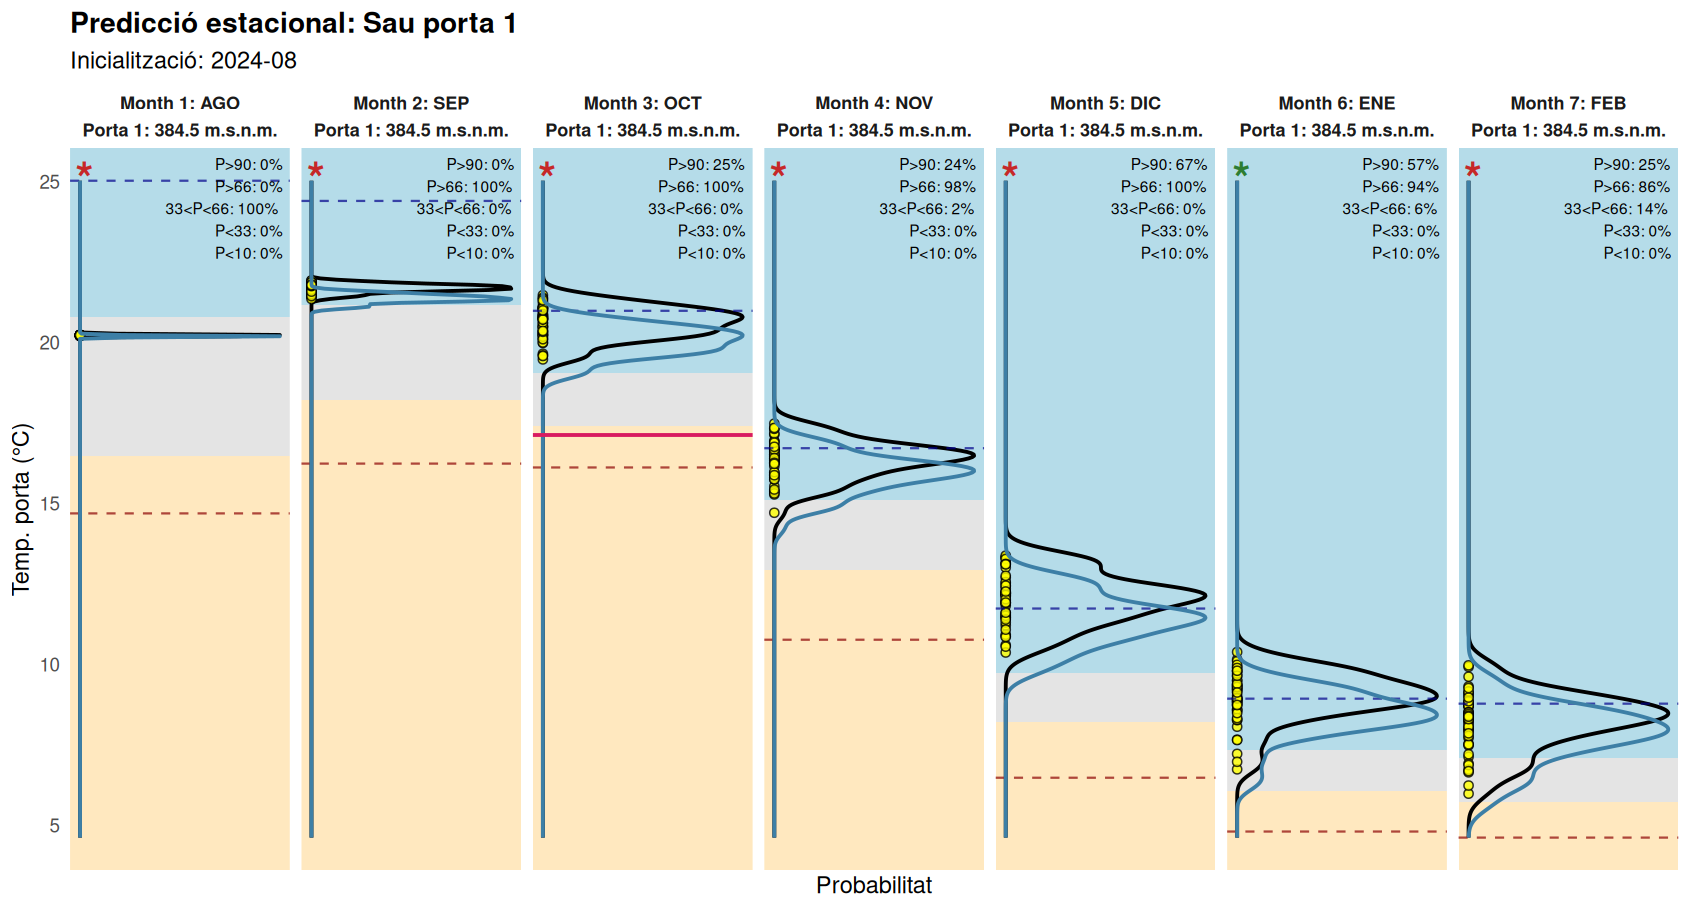 Predicció estacional: Sau porta 1
Inicialització: 2024-08
Month 1: AGO
Porta 1: 384.5 m.s.n.m.
Month 2: SEP
Porta 1: 384.5 m.s.n.m.
Month 3: OCT
Porta 1: 384.5 m.s.n.m.
Month 4: NOV
Porta 1: 384.5 m.s.n.m.
Month 5: DIC
Porta 1: 384.5 m.s.n.m.
Month 6: ENE
Porta 1: 384.5 m.s.n.m.
Month 7: FEB
Porta 1: 384.5 m.s.n.m.
*
P>90: 0%
P>66: 0%
33<P<66: 100%
P<33: 0%
P<10: 0%
*
P>90: 0%
P>66: 100%
33<P<66: 0%
P<33: 0%
P<10: 0%
*
P>90: 25%
P>66: 100%
33<P<66: 0%
P<33: 0%
P<10: 0%
*
P>90: 24%
P>66: 98%
33<P<66: 2%
P<33: 0%
P<10: 0%
*
P>90: 67%
P>66: 100%
33<P<66: 0%
P<33: 0%
P<10: 0%
*
P>90: 57%
P>66: 94%
33<P<66: 6%
P<33: 0%
P<10: 0%
*
P>90: 25%
P>66: 86%
33<P<66: 14%
P<33: 0%
P<10: 0%
25
20
15
10
5
Temp. porta (°C)
Probabilitat